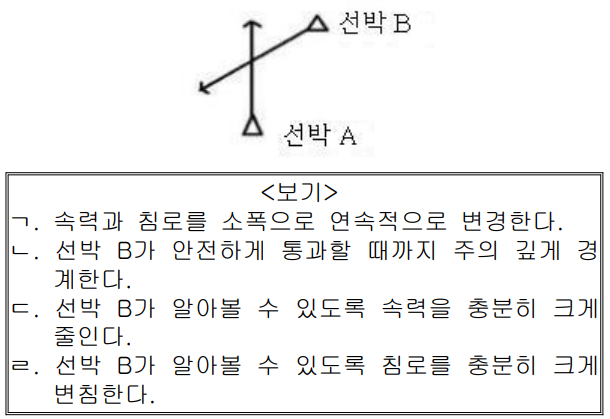 선박 B
선박 A
<보기>
ㄱ. 속력과 침로를 소폭으로 연속적으로 변경한다.
ㄴ. 선박 B가 안전하게 통과할 때까지 주의 깊게 경
계한다.
ㄷ. 선박 B가 알아볼 수 있도록 속력을 충분히 크게
줄인다.
ㄹ. 선박 B가 알아볼 수 있도록 침로를 충분히 크게
변침한다.